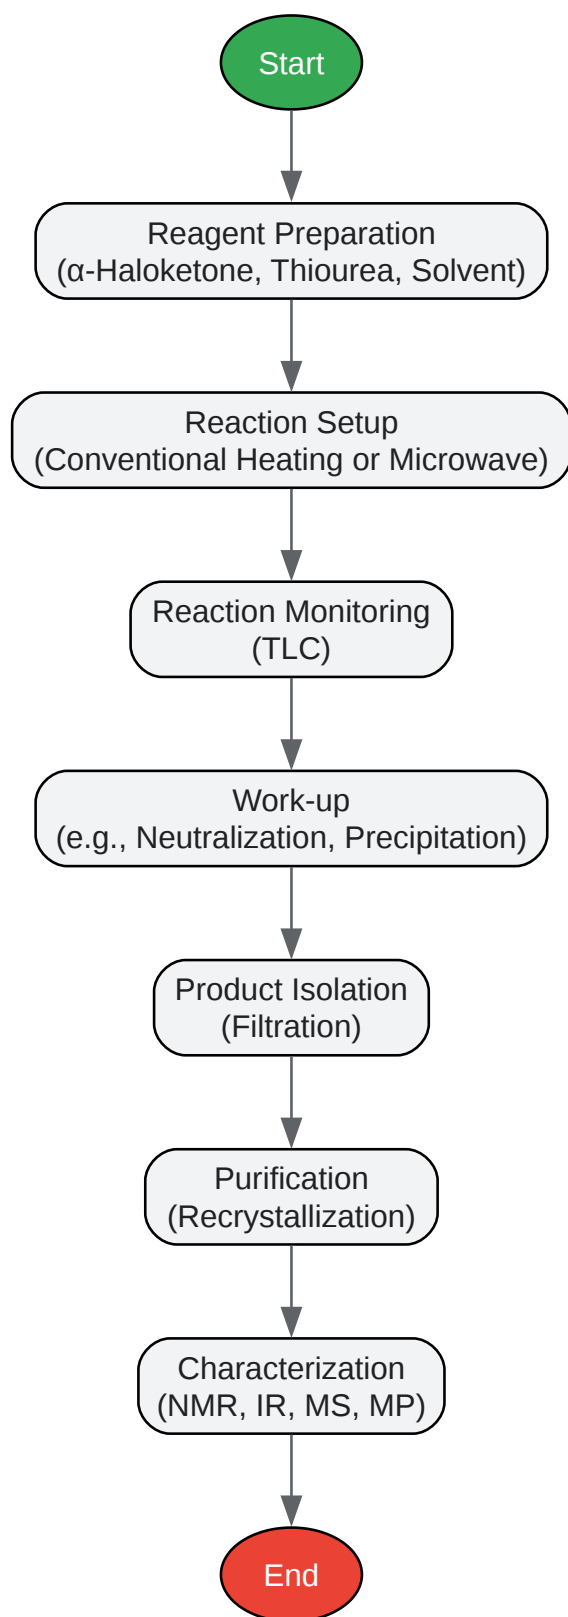 Start
Reagent Preparation
(α-Haloketone, Thiourea, Solvent)
Reaction Setup
(Conventional Heating or Microwave)
Reaction Monitoring
(TLC)
Work-up
(e.g., Neutralization, Precipitation)
Product Isolation
(Filtration)
Purification
(Recrystallization)
Characterization
(NMR, IR, MS, MP)
End